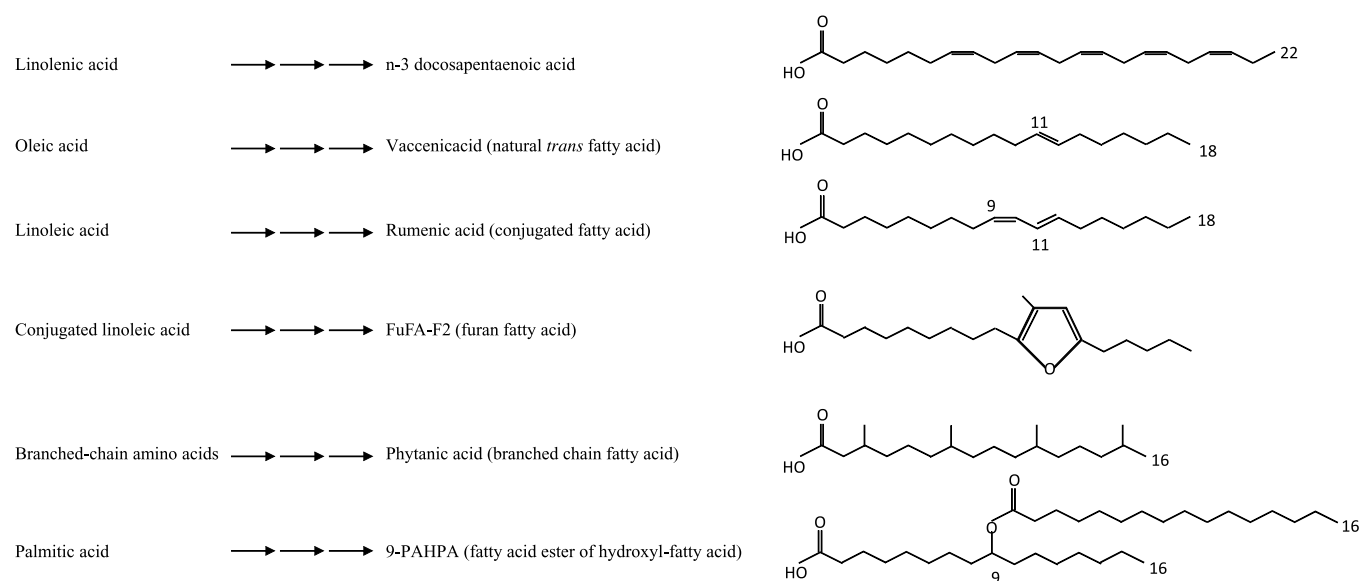 O
Linolenic acid n-3 docosapentaenoic acid HO 22
O
11
Oleic acid Vaccenicacid (natural trans fatty acid) HO 18
O
9
Linoleic acid Rumenic acid (conjugated fatty acid) HO 18
11
O
Conjugated linoleic acid FuFA-F2 (furan fatty acid) HO
O
O
Branched-chain amino acids Phytanic acid (branched chain fatty acid) HO 16
O
O
O 16
Palmitic acid 9-PAHPA (fatty acid ester of hydroxyl-fatty acid) HO 16
9